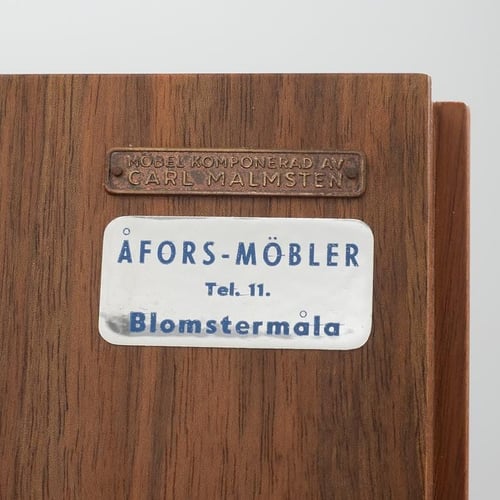 MÖBEL KOMPONERAD AV
CARL MALMSTEN
ÅFORS-MÖBLER
Tel. 11.
Blomstermåla